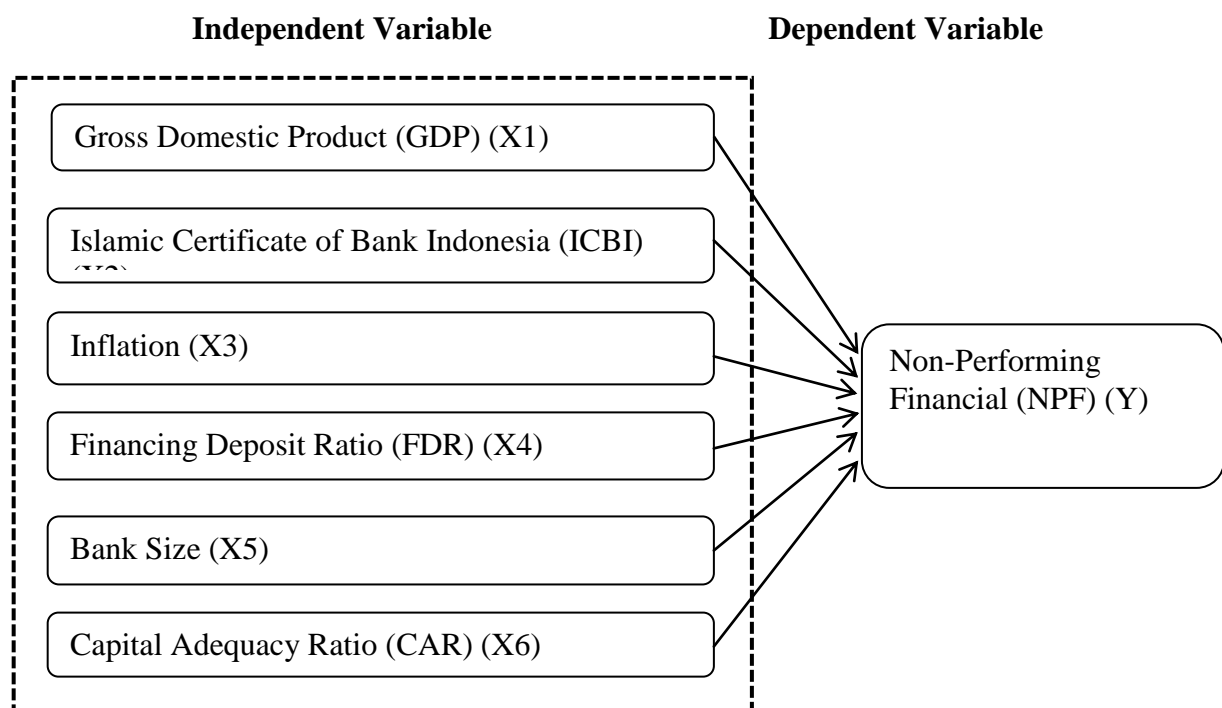 Independent Variable
Dependent Variable
Gross Domestic Product (GDP) (X1)
Islamic Certificate of Bank Indonesia (ICBI)
Inflation (X3)
Financing Deposit Ratio (FDR) (X4)
Bank Size (X5)
Capital Adequacy Ratio (CAR) (X6)
Non-Performing
Financial (NPF) (Y)